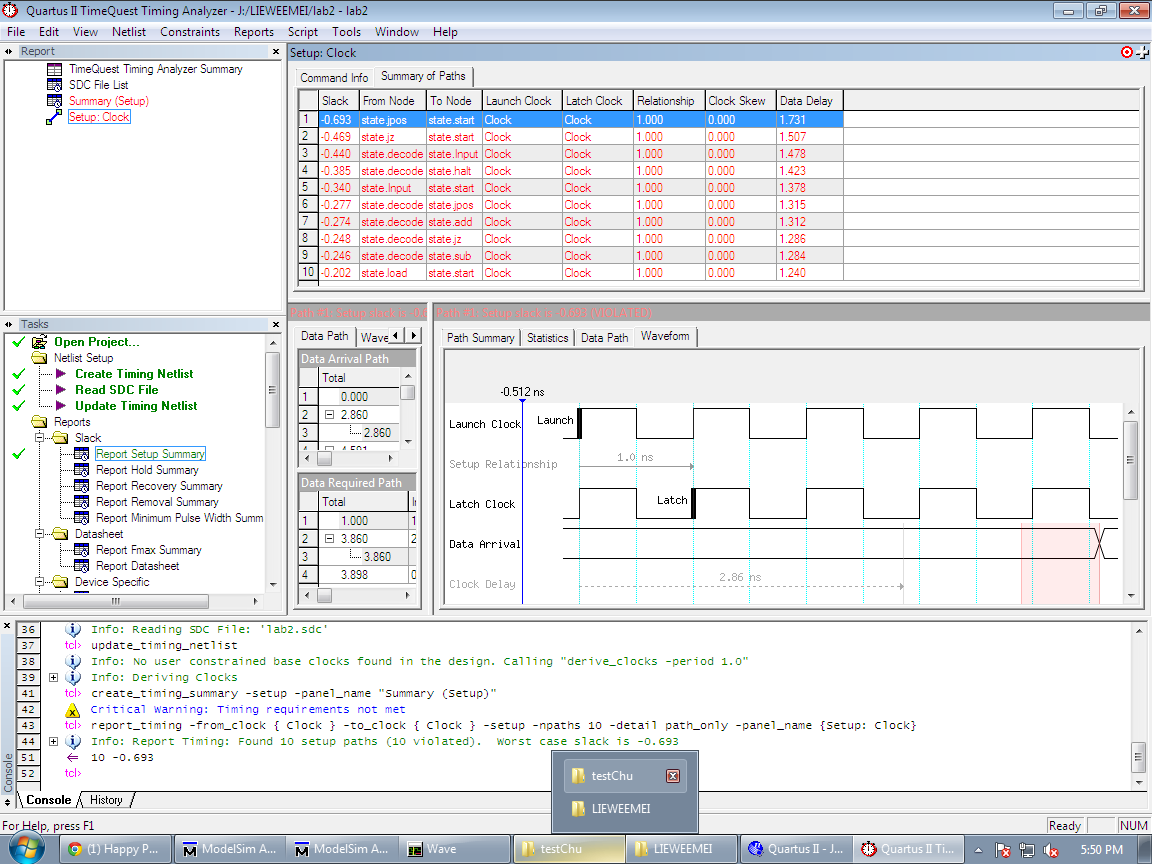 Quartus II TimeQuest Timing Analyzer - J:/LIEWEEMEI/lab2 - lab2
File Edit View Netlist Constraints Reports Script Tools Window Help
Report
TimeQuest Timing Analyzer Summary
SDC File List
Summary (Setup)
Setup: Clock
Setup: Clock
Command Info Summary of Paths
Slack From Node To Node Launch Clock Latch Clock Relationship Clock Skew Data Delay
1 -0.693 state.jpos state.start Clock Clock 1.000 0.000 1.731
2 -0.469 state.jz state.start Clock Clock 1.000 0.000 1.507
3 -0.440 state.decode state.Input Clock Clock 1.000 0.000 1.478
4 -0.385 state.decode state.halt Clock Clock 1.000 0.000 1.423
5 -0.340 state.Input state.start Clock Clock 1.000 0.000 1.378
6 -0.277 state.decode state.jpos Clock Clock 1.000 0.000 1.315
7 -0.274 state.decode state.add Clock Clock 1.000 0.000 1.312
8 -0.248 state.decode state.jz Clock Clock 1.000 0.000 1.286
9 -0.246 state.decode state.sub Clock Clock 1.000 0.000 1.284
10 -0.202 state.load state.start Clock Clock 1.000 0.000 1.240
Tasks
Open Project...
Netlist Setup
Create Timing Netlist
Read SDC File
Update Timing Netlist
Reports
Slack
Report Setup Summary
Report Hold Summary
Report Recovery Summary
Report Removal Summary
Report Minimum Pulse Width Summ
Datasheet
Report Fmax Summary
Report Datasheet
Device Specific
Path #1: Setup slack is -0.6
Data Path Wave
Data Arrival Path
Total
1 0.000
2 2.860
3 2.860
4 4.591
Data Required Path
Total
1 1.000
2 3.860
3 3.860
4 3.898
Path #1: Setup slack is -0.693 (VIOLATED)
Path Summary Statistics Data Path Waveform
-0.512 ns
Launch Clock Launch
Setup Relationship 1.0 ns
Latch Clock Latch
Data Arrival
Clock Delay 2.86 ns
36 Info: Reading SDC File: 'lab2.sdc'
37 tcl> update_timing_netlist
38 Info: No user constrained base clocks found in the design. Calling "derive_clocks -period 1.0"
39 Info: Deriving Clocks
41 tcl> create_timing_summary -setup -panel_name "Summary (Setup)"
42 Critical Warning: Timing requirements not met
43 tcl> report_timing -from_clock { Clock } -to_clock { Clock } -setup -npaths 10 -detail path_only -panel_name {Setup: Clock}
44 Info: Report Timing: Found 10 setup paths (10 violated). Worst case slack is -0.693
51 10 -0.693
52 tcl>
Console
Console History
testChu
LIEWEEMEI
For Help, press F1
Ready NUM
(1) Happy P... ModelSim A... ModelSim A... Wave testChu LIEWEEMEI Quartus II - J... Quartus II Ti... 5:50 PM